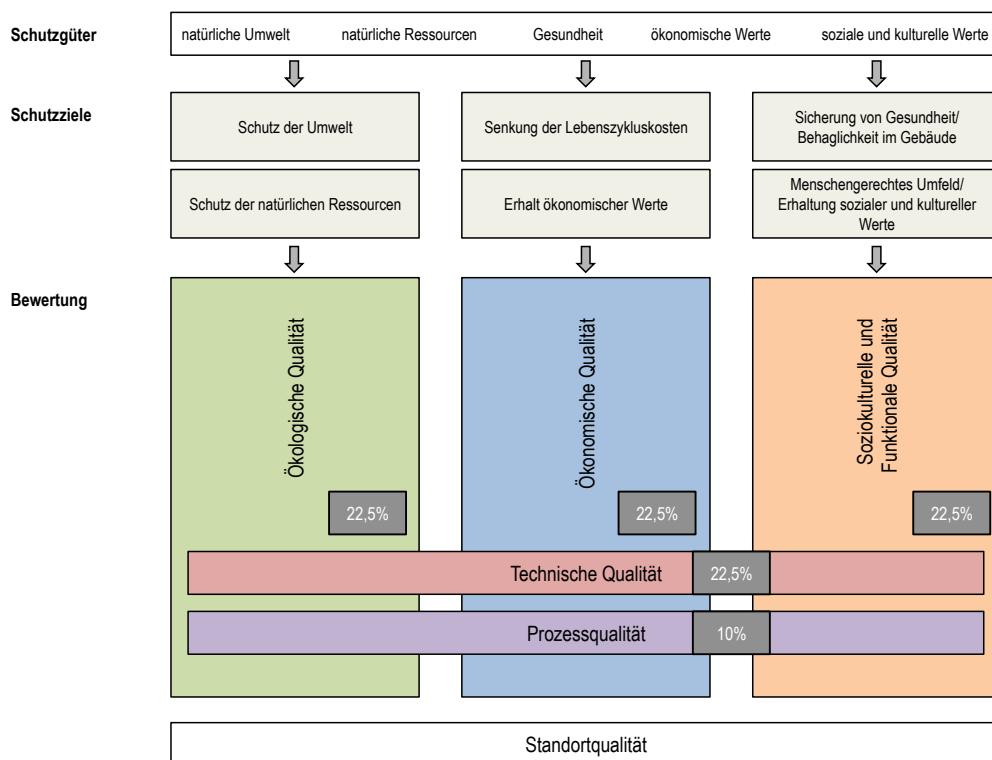 Schutzgüter
natürliche Umwelt natürliche Ressourcen Gesundheit ökonomische Werte soziale und kulturelle Werte
Schutzziele
Schutz der Umwelt
Senkung der Lebenszykluskosten
Sicherung von Gesundheit/
Behaglichkeit im Gebäude
Schutz der natürlichen Ressourcen
Erhalt ökonomischer Werte
Menschengerechtes Umfeld/
Erhaltung sozialer und kultureller
Werte
Bewertung
Ökologische Qualität
Ökonomische Qualität
Soziokulturelle und
Funktionale Qualität
22,5%
22,5%
22,5%
Technische Qualität 22,5%
Prozessqualität 10%
Standortqualität